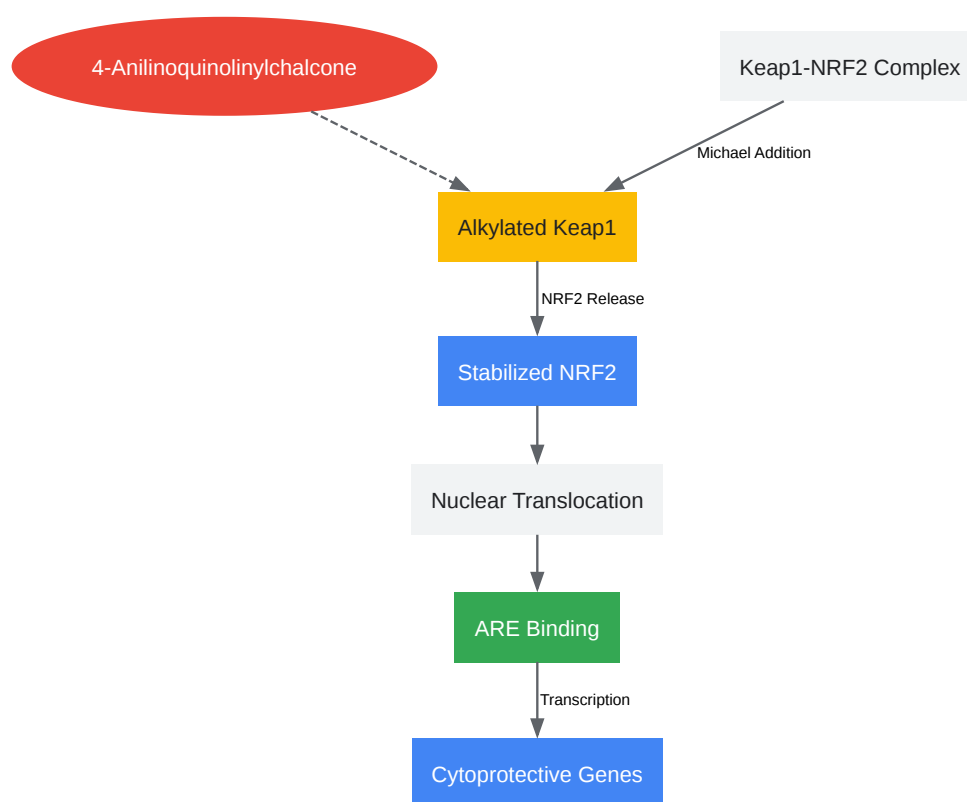 4-Anilinoquinolinylchalcone
Keap1-NRF2 Complex
Michael Addition
Alkylated Keap1
NRF2 Release
Stabilized NRF2
Nuclear Translocation
ARE Binding
Transcription
Cytoprotective Genes